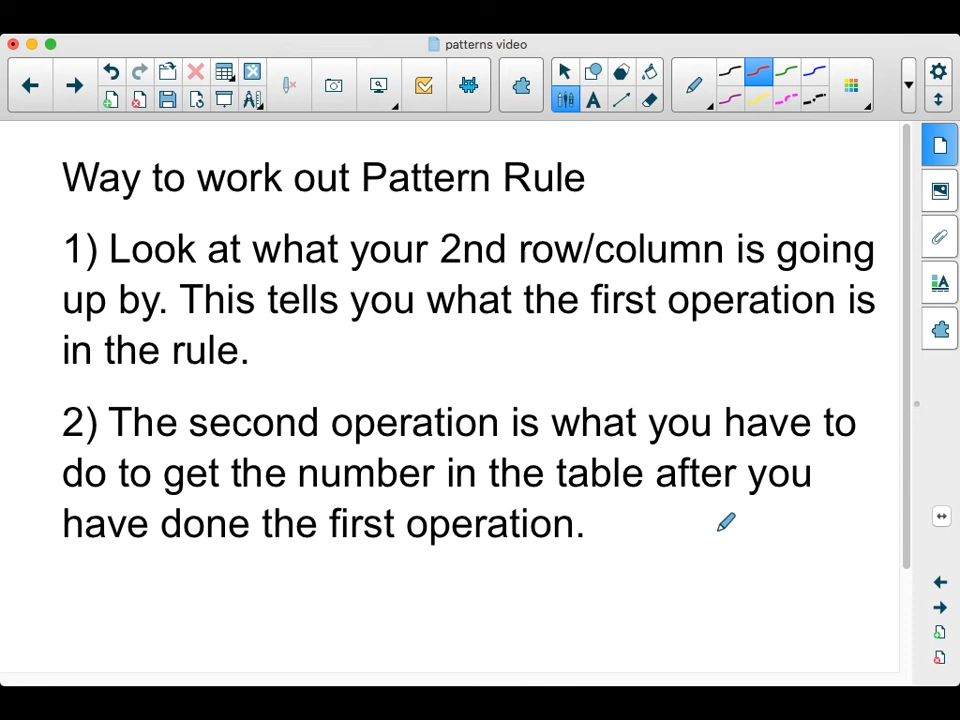 patterns video
Way to work out Pattern Rule
1) Look at what your 2nd row/column is going
up by. This tells you what the first operation is
in the rule.
2) The second operation is what you have to
do to get the number in the table after you
have done the first operation.